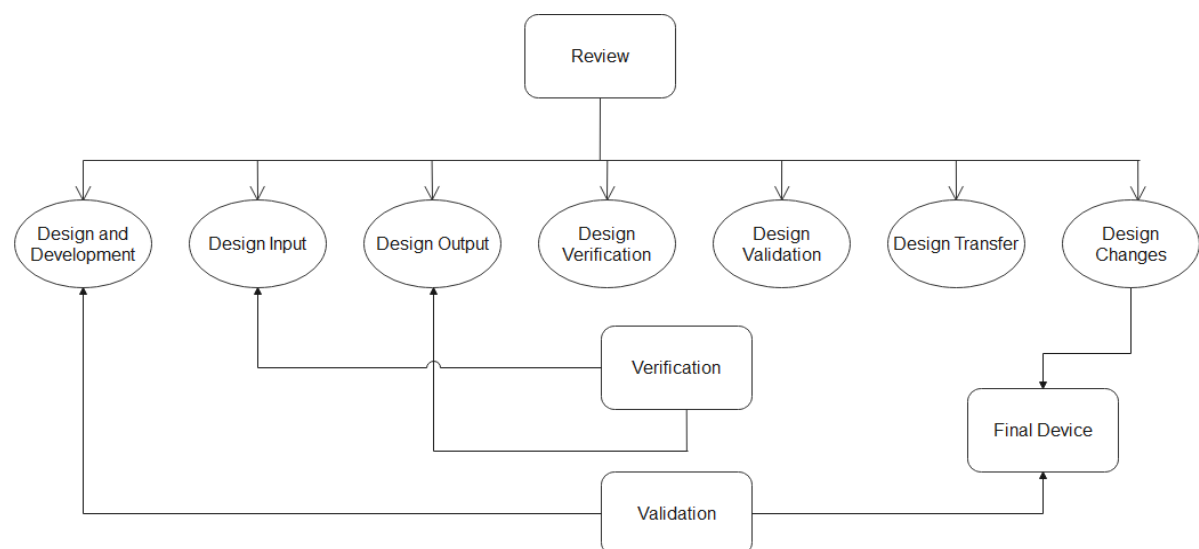 Review
Design and
Development
Design Input
Design Output
Design
Verification
Design
Validation
Design Transfer
Design
Changes
Verification
Final Device
Validation